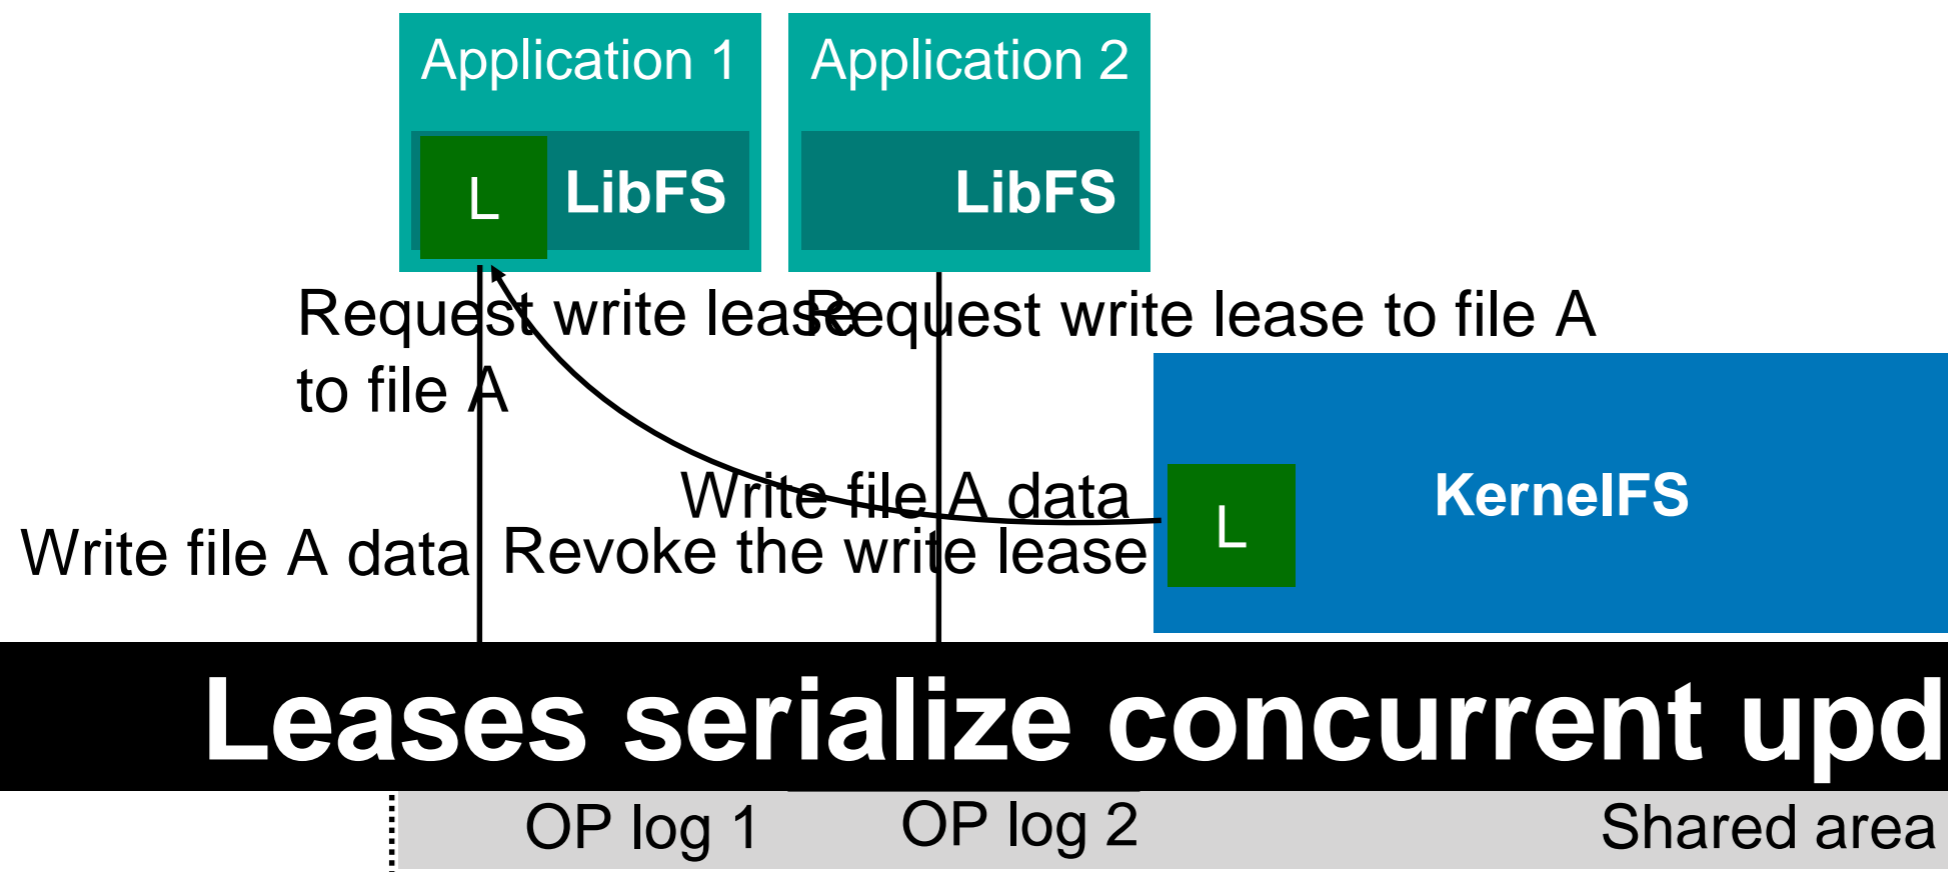 Application 1
Application 2
L
LibFS
LibFS
Request write lease
to file A
Request write lease to file A
Write file A data
KernelFS
L
Write file A data
Revoke the write lease
Leases serialize concurrent upd
OP log 1
OP log 2
Shared area